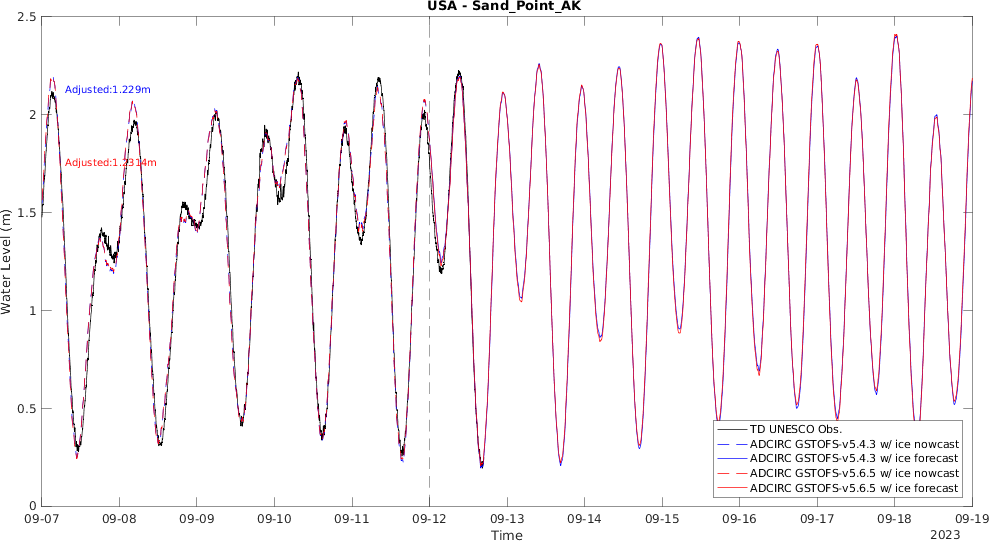 USA - Sand_Point_AK
2.5
2
1.5
1
0.5
0
Water Level (m)
Adjusted:1.229m
Adjusted:1.2314m
TD UNESCO Obs.
ADCIRC GSTOFS-v5.4.3 w/ ice nowcast
ADCIRC GSTOFS-v5.4.3 w/ ice forecast
ADCIRC GSTOFS-v5.6.5 w/ ice nowcast
ADCIRC GSTOFS-v5.6.5 w/ ice forecast
09-07 09-08 09-09 09-10 09-11 09-12 09-13 09-14 09-15 09-16 09-17 09-18 09-19
Time
2023